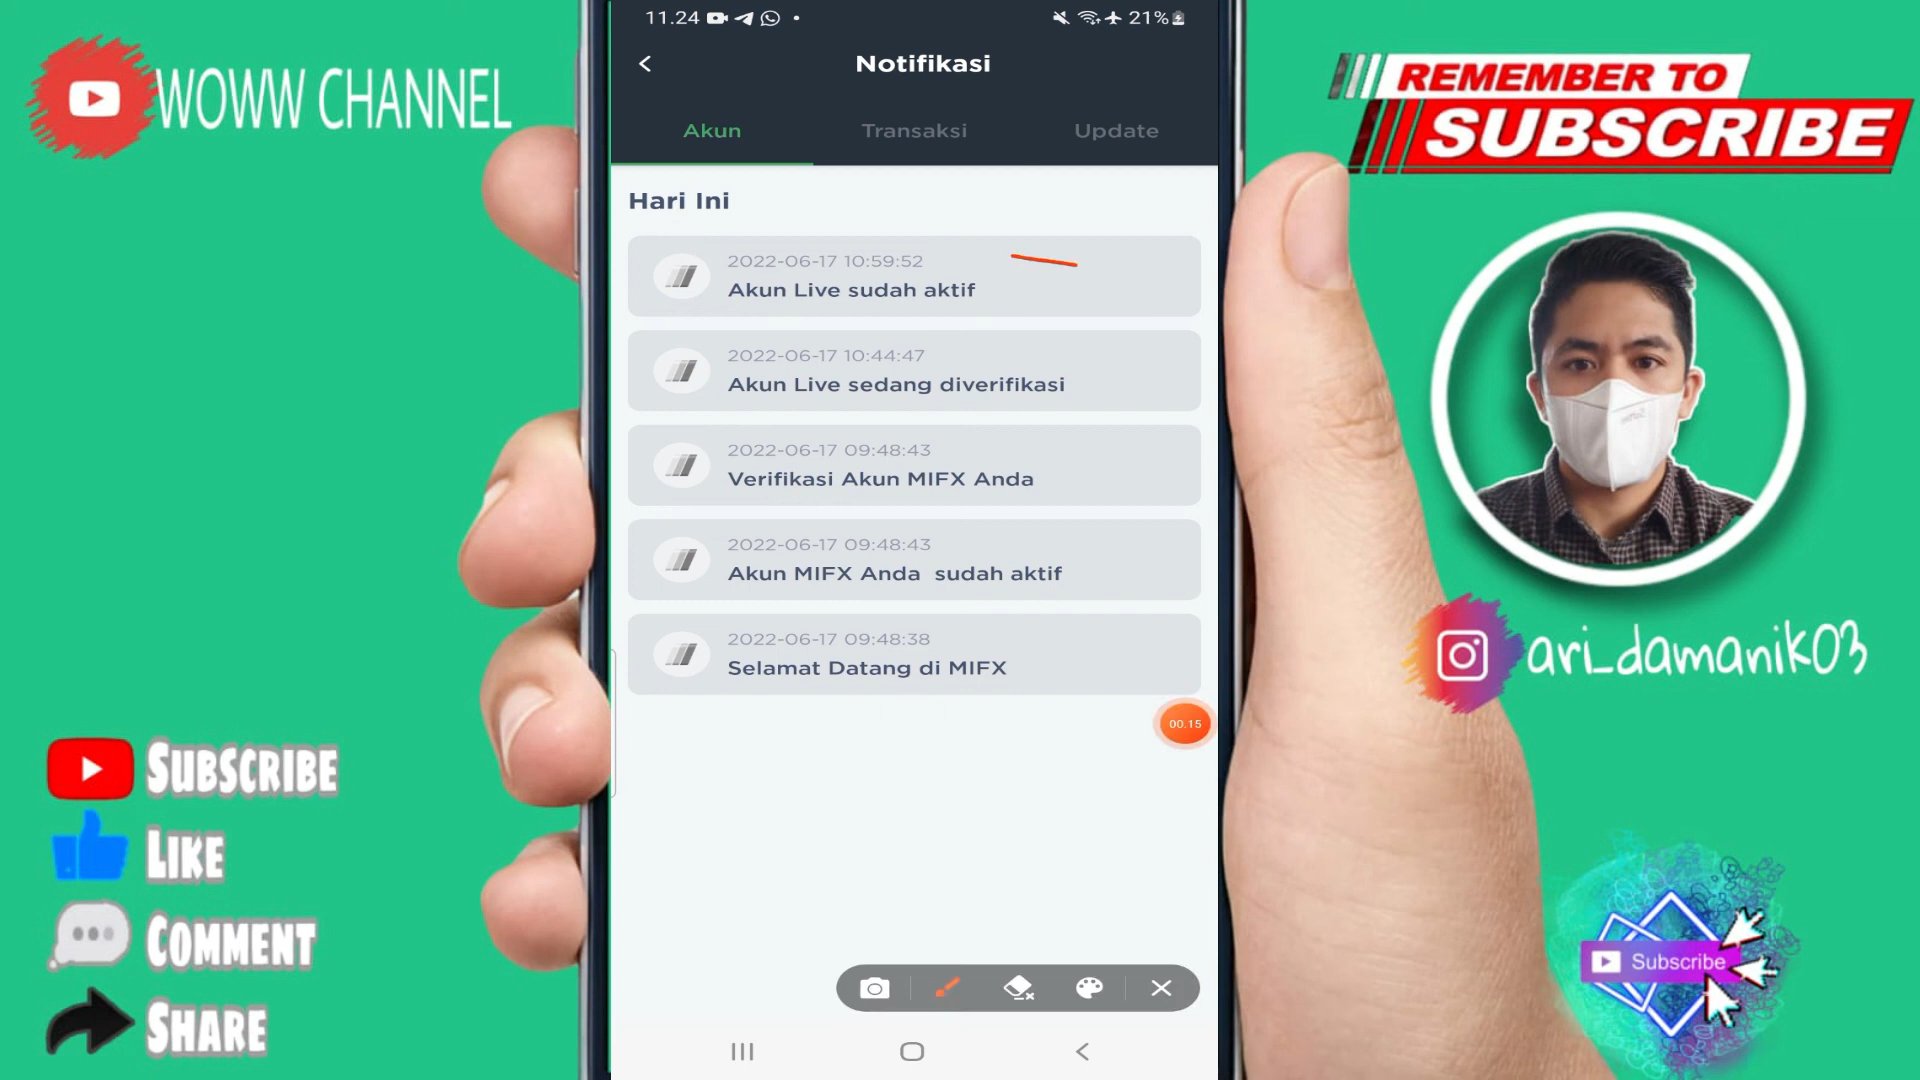 WOWW CHANNEL
11.24
21%
Notifikasi
Akun
Transaksi
Update
Hari Ini
2022-06-17 10:59:52
Akun Live sudah aktif
2022-06-17 10:44:47
Akun Live sedang diverifikasi
2022-06-17 09:48:43
Verifikasi Akun MIFX Anda
2022-06-17 09:48:43
Akun MIFX Anda  sudah aktif
2022-06-17 09:48:38
Selamat Datang di MIFX
00.15
REMEMBER TO
SUBSCRIBE
ari_damanik03
SUBSCRIBE
LIKE
COMMENT
SHARE
Subscribe